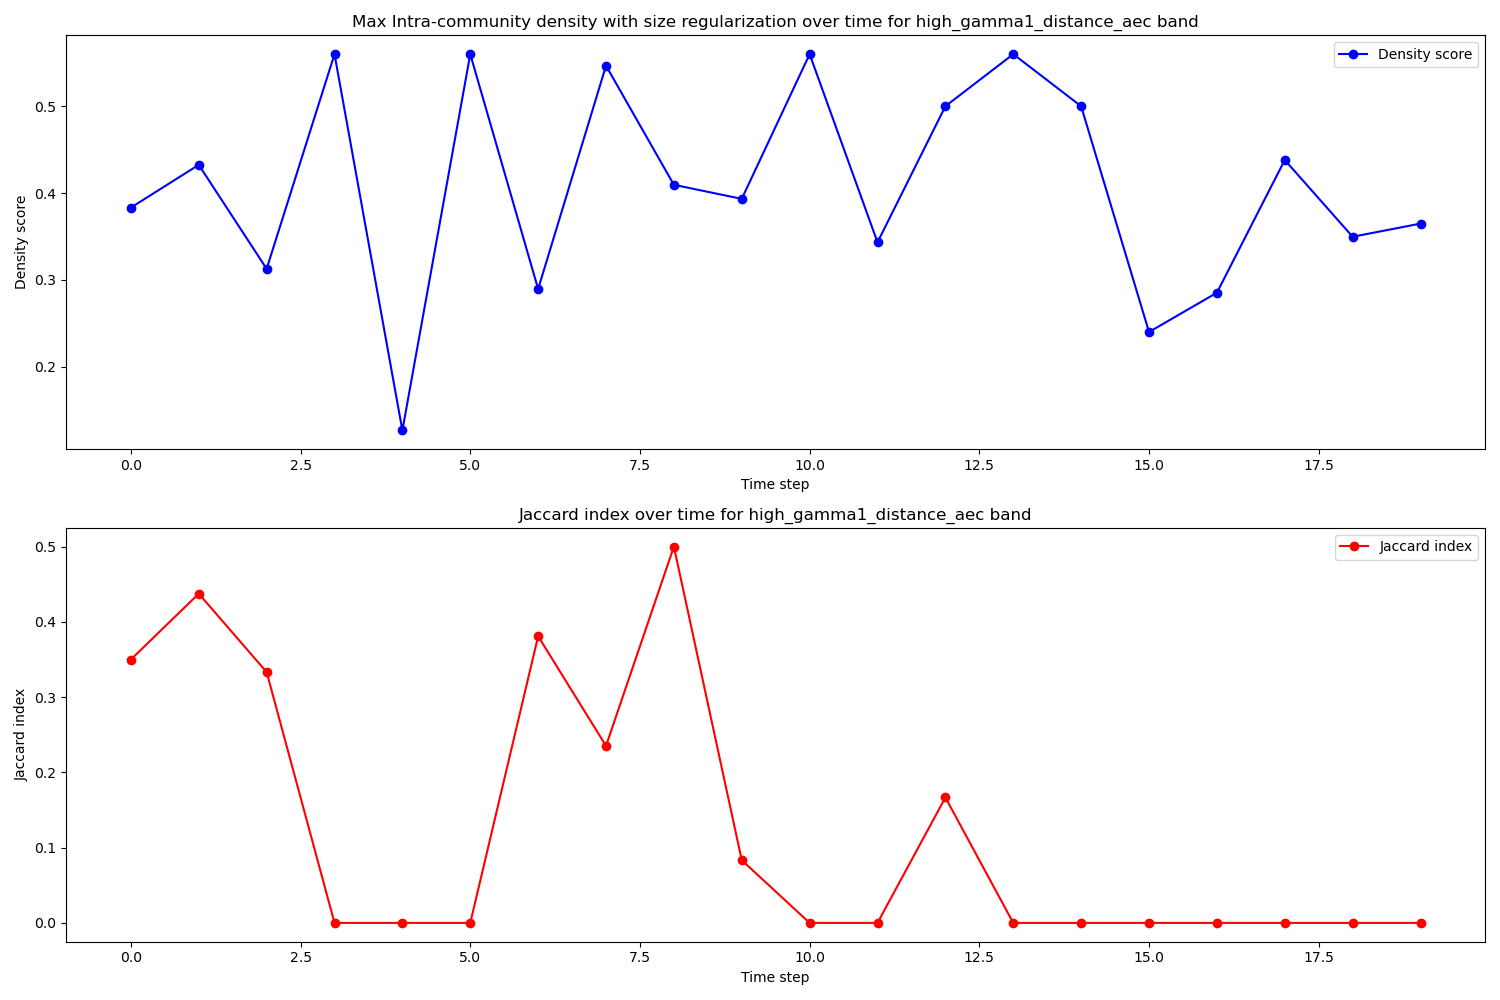 Max Intra-community density with size regularization over time for high_gamma1_distance_aec band
Density score
0.5
0.4
0.3
0.2
Density score
0.0 2.5 5.0 7.5 10.0 12.5 15.0 17.5
Time step
Jaccard index over time for high_gamma1_distance_aec band
Jaccard index
0.5
0.4
0.3
0.2
0.1
0.0
Jaccard index
0.0 2.5 5.0 7.5 10.0 12.5 15.0 17.5
Time step